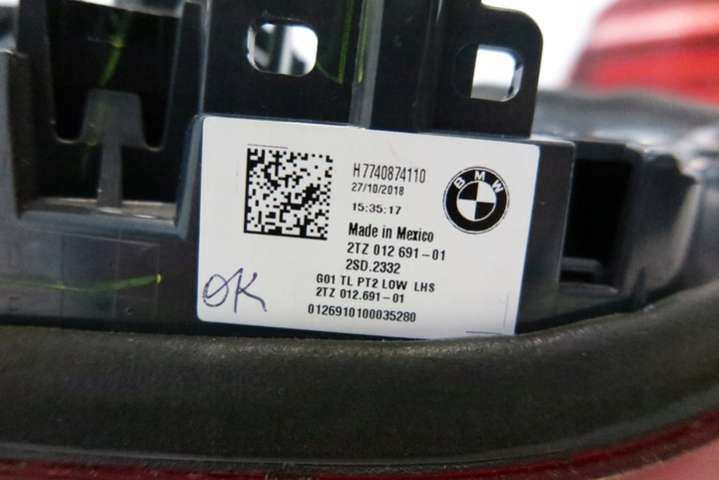 H7740874110
27/10/2018
15:35:17
BMW
Made in Mexico
2TZ 012 691-01
2SD.2332
G01 TL PT2 LOW LHS
2TZ 012.691-01
0126910100035280
OK